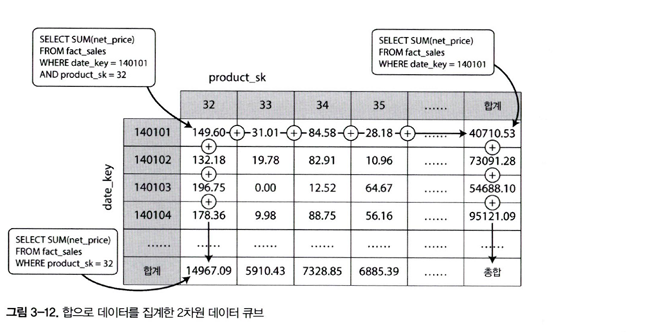 SELECT SUM(net_price)
FROM fact_sales
WHERE date_key = 140101
AND product_sk = 32
SELECT SUM(net_price)
FROM fact_sales
WHERE date_key = 140101
product_sk
32 33 34 35 …… 합계
date_key
140101 149.60 + 31.01 + 84.58 + 28.18 + 40710.53
+ +
140102 132.18 19.78 82.91 10.96 …… 73091.28
+ +
140103 196.75 0.00 12.52 64.67 …… 54688.10
+ +
140104 178.36 9.98 88.75 56.16 …… 95121.09
…… …… …… …… …… ……
합계 14967.09 5910.43 7328.85 6885.39 …… 총합
SELECT SUM(net_price)
FROM fact_sales
WHERE product_sk = 32
그림 3-12. 합으로 데이터를 집계한 2차원 데이터 큐브